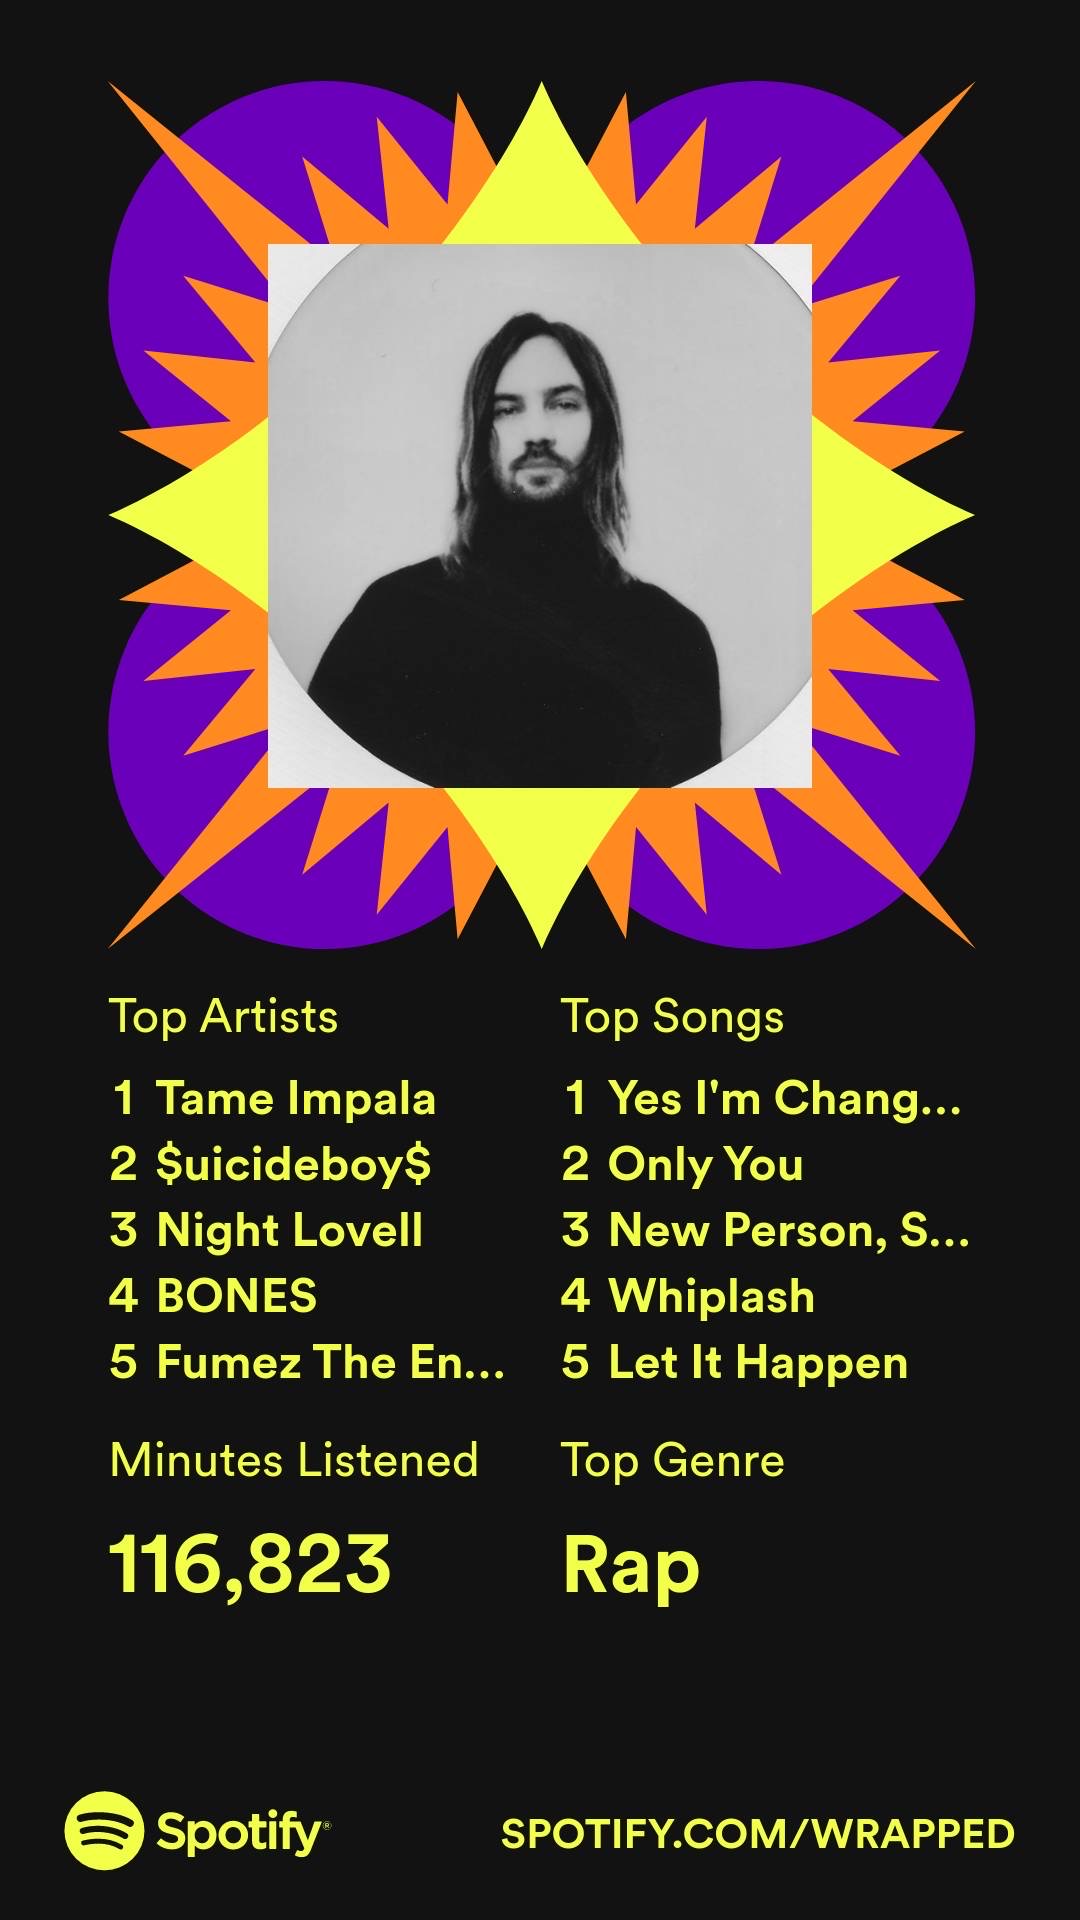 Top Artists
1 Tame Impala
2 $uicideboy$
3 Night Lovell
4 BONES
5 Fumez The En...
Top Songs
1 Yes I'm Chang...
2 Only You
3 New Person, S...
4 Whiplash
5 Let It Happen
Minutes Listened
116,823
Top Genre
Rap
Spotify®
SPOTIFY.COM/WRAPPED